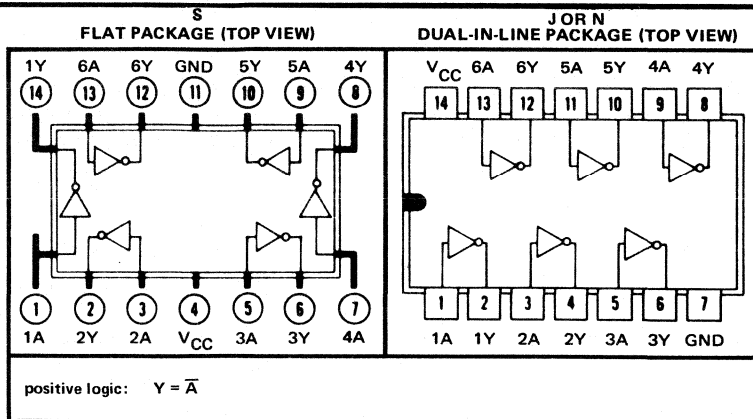 S
FLAT PACKAGE (TOP VIEW)
1Y 6A 6Y GND 5Y 5A 4Y
14 13 12 11 10 9 8
1 2 3 4 5 6 7
1A 2Y 2A VCC 3A 3Y 4A
J OR N
DUAL-IN-LINE PACKAGE (TOP VIEW)
VCC 6A 6Y 5A 5Y 4A 4Y
14 13 12 11 10 9 8
1 2 3 4 5 6 7
1A 1Y 2A 2Y 3A 3Y GND
positive logic: Y = A̅